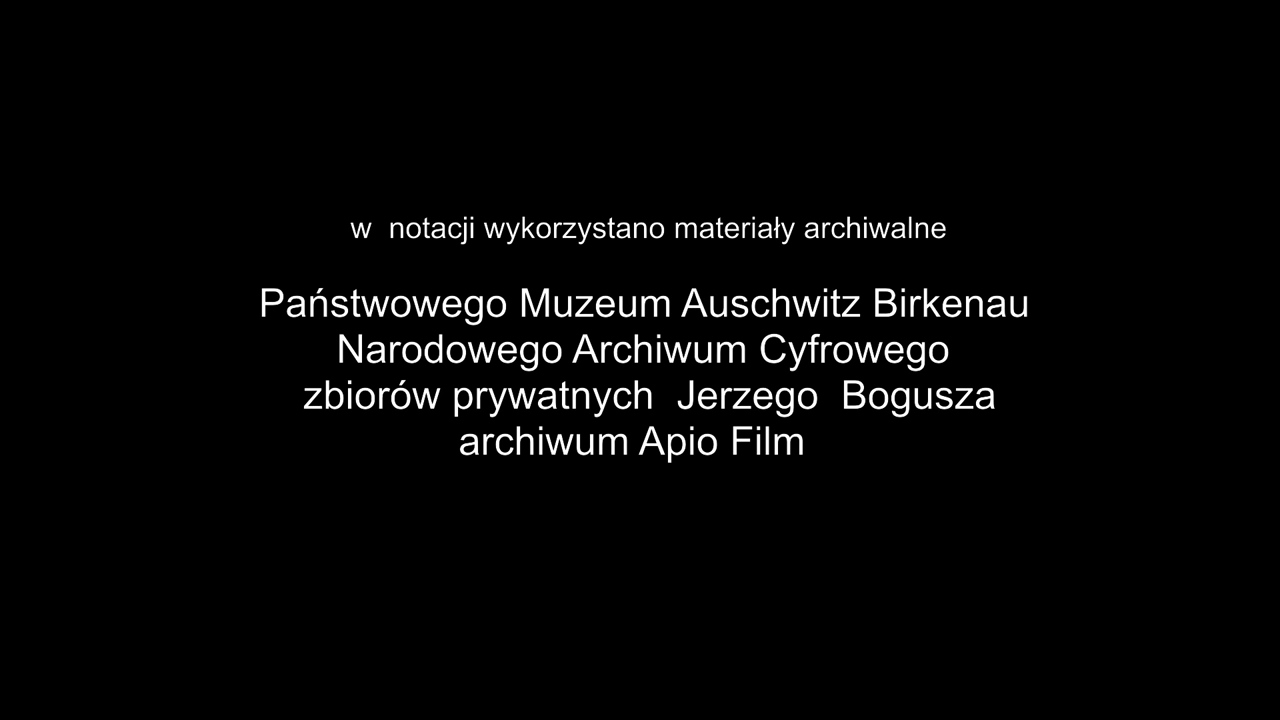 w  notacji wykorzystano materiały archiwalne
Państwowego Muzeum Auschwitz Birkenau
Narodowego Archiwum Cyfrowego
zbiorów prywatnych  Jerzego  Bogusza
archiwum Apio Film